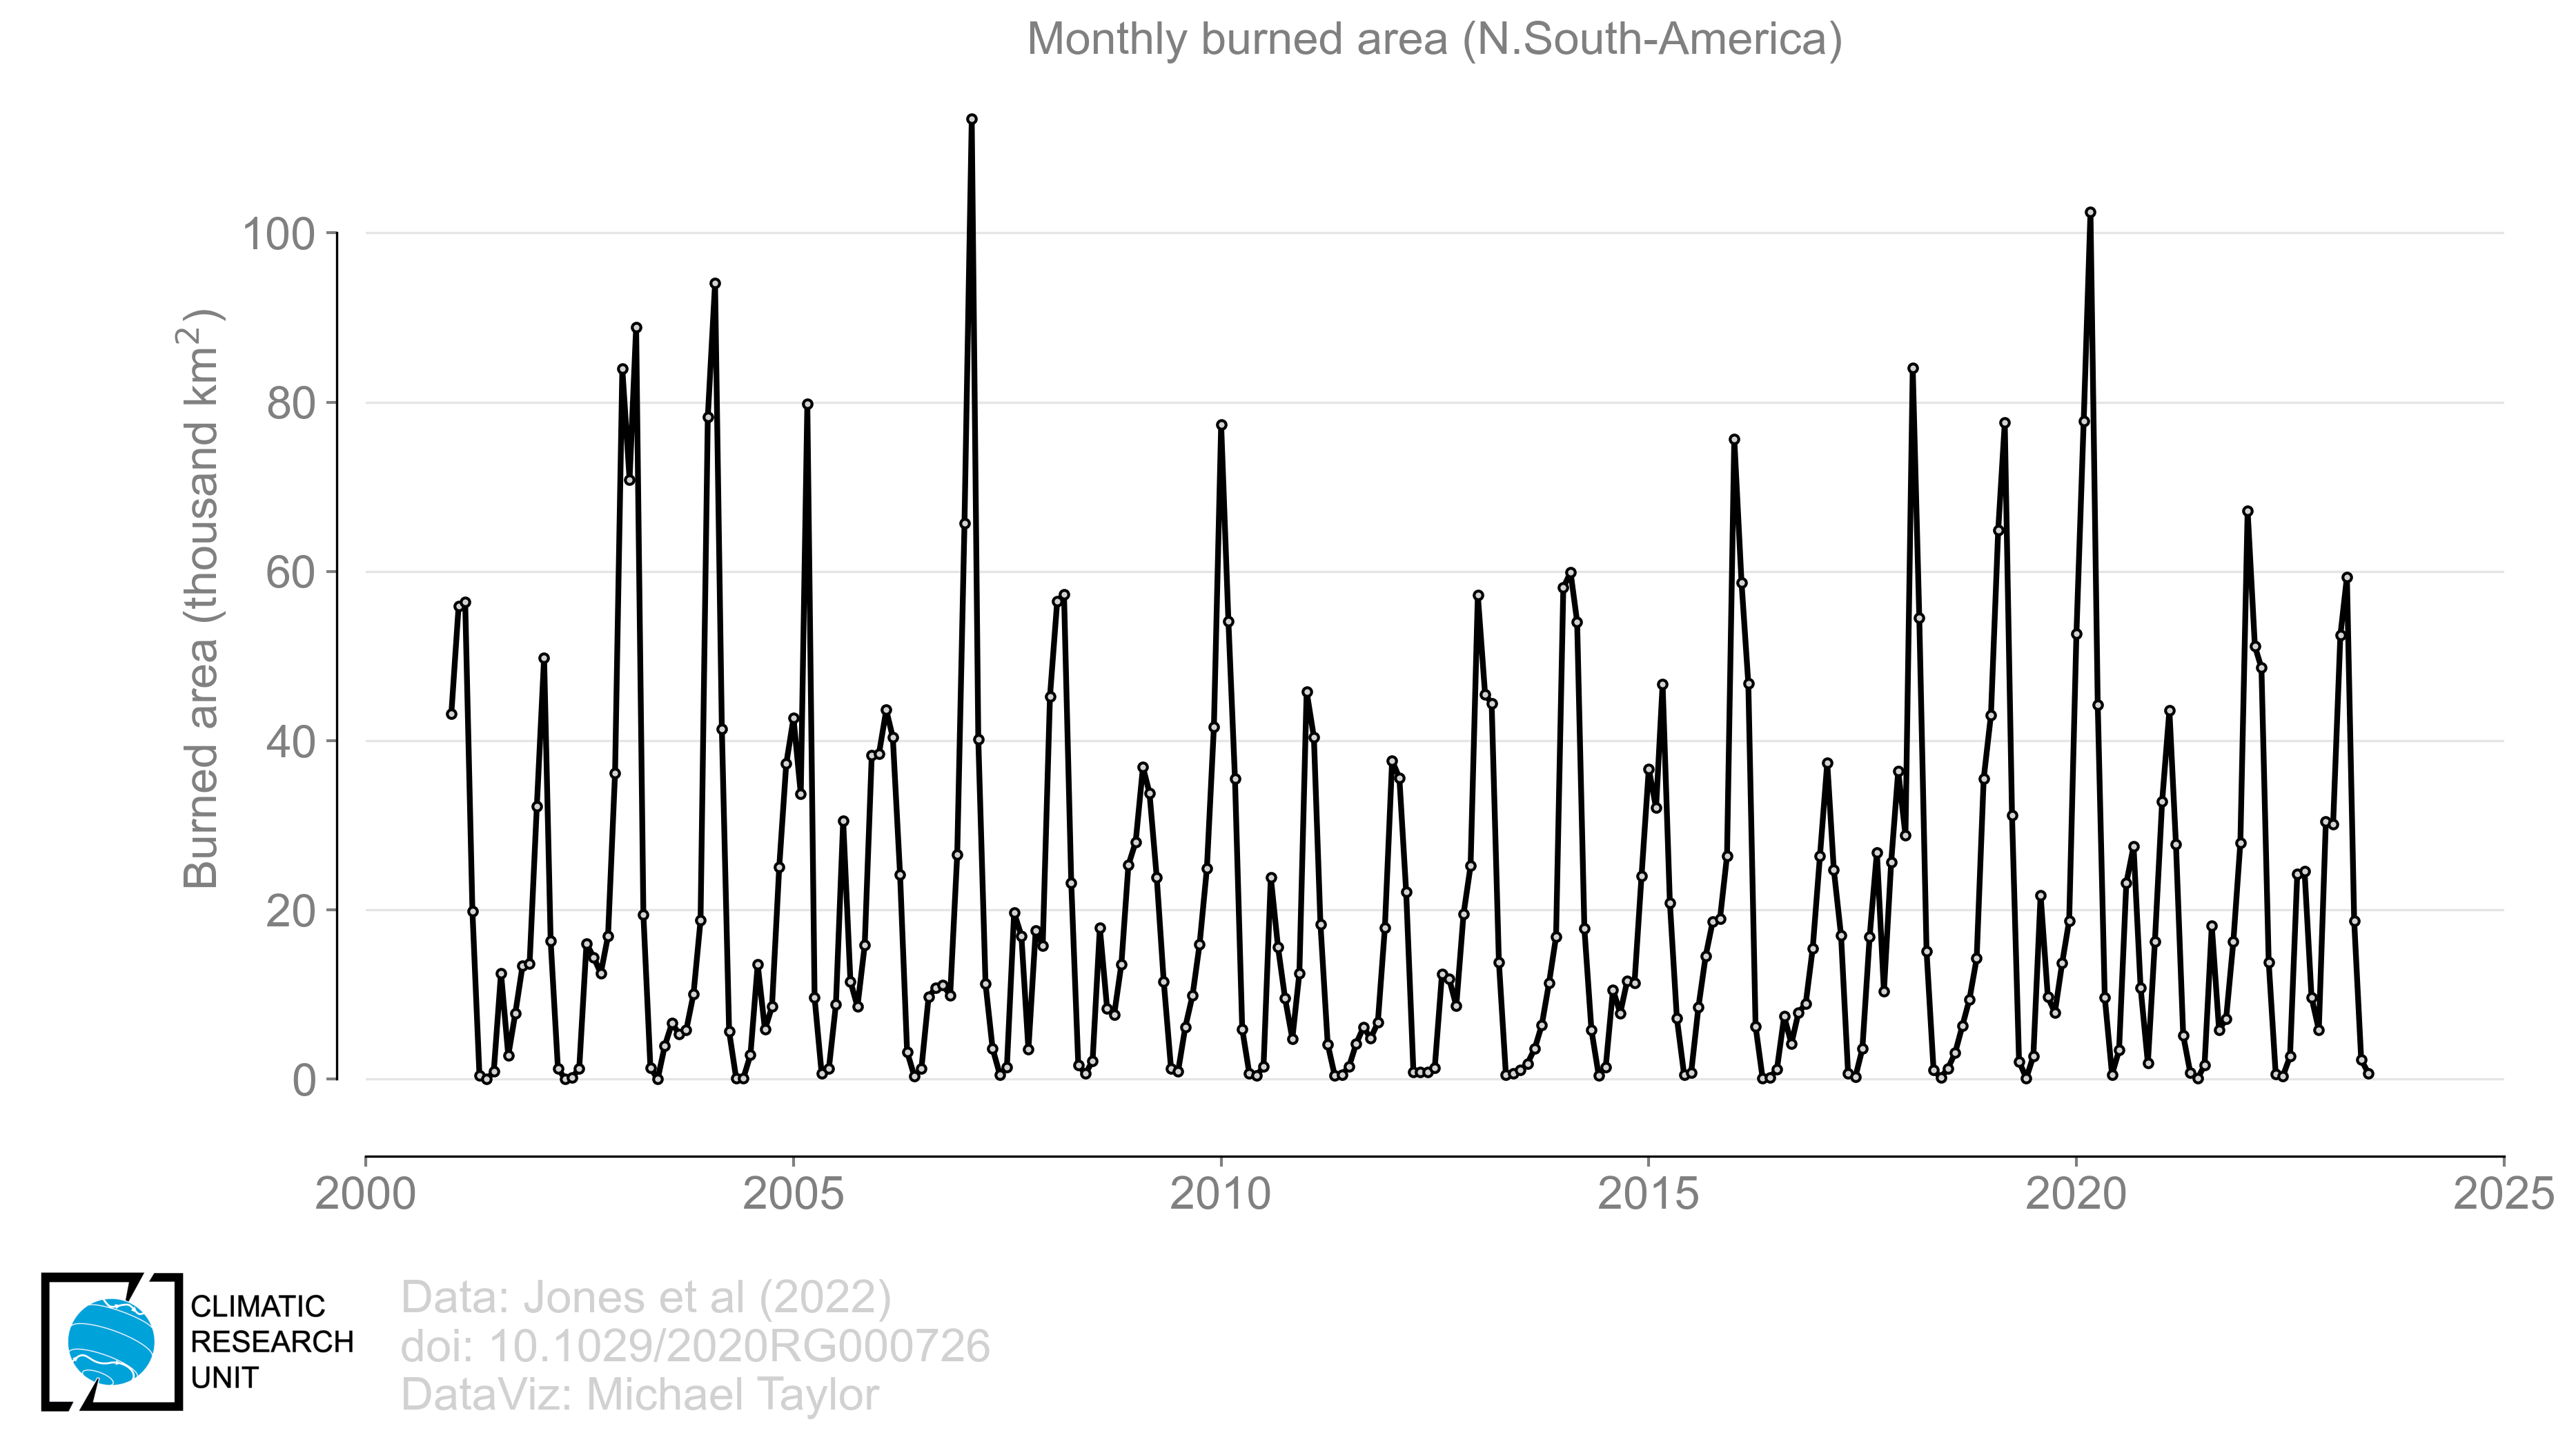 Monthly burned area (N.South-America)
Burned area (thousand km²)
100
80
60
40
20
0
2000
2005
2010
2015
2020
2025
CLIMATIC
RESEARCH
UNIT
Data: Jones et al (2022)
doi: 10.1029/2020RG000726
DataViz: Michael Taylor